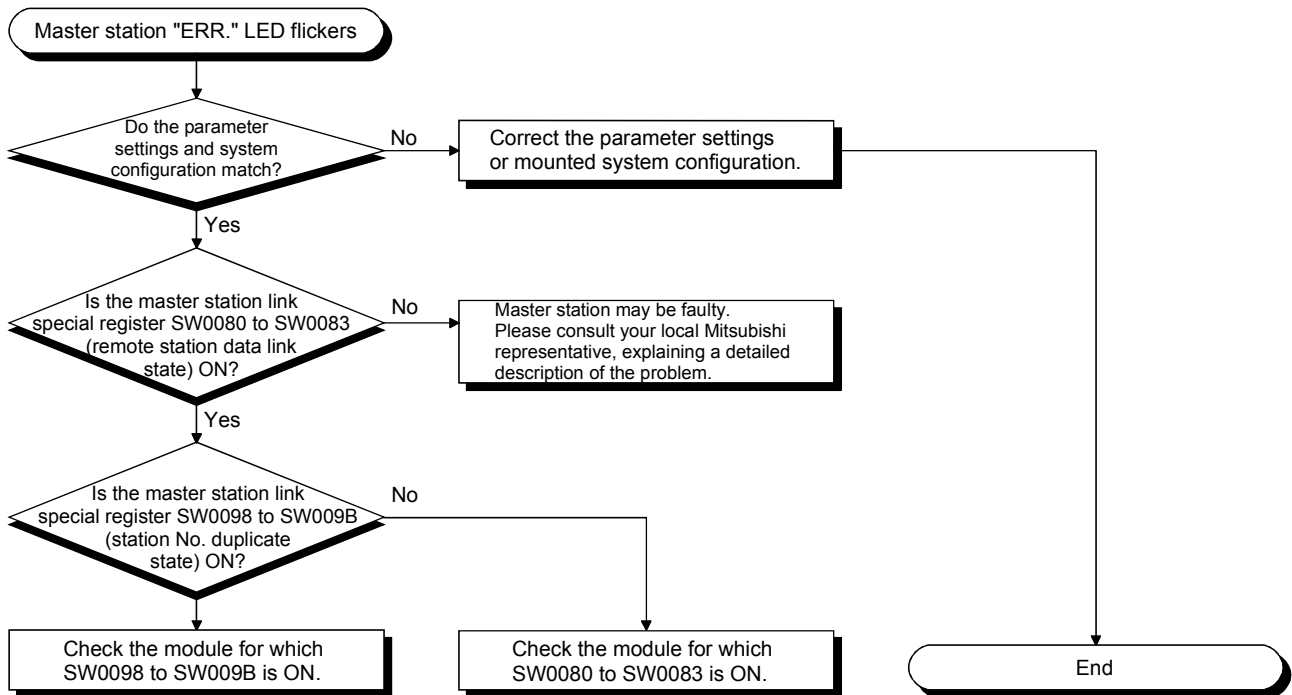 Master station "ERR." LED flickers
Do the parameter
settings and system
configuration match?
No
Correct the parameter settings
or mounted system configuration.
Yes
Is the master station link
special register SW0080 to SW0083
(remote station data link
state) ON?
No
Master station may be faulty.
Please consult your local Mitsubishi
representative, explaining a detailed
description of the problem.
Yes
Is the master station link
special register SW0098 to SW009B
(station No. duplicate
state) ON?
No
Check the module for which
SW0098 to SW009B is ON.
Check the module for which
SW0080 to SW0083 is ON.
End